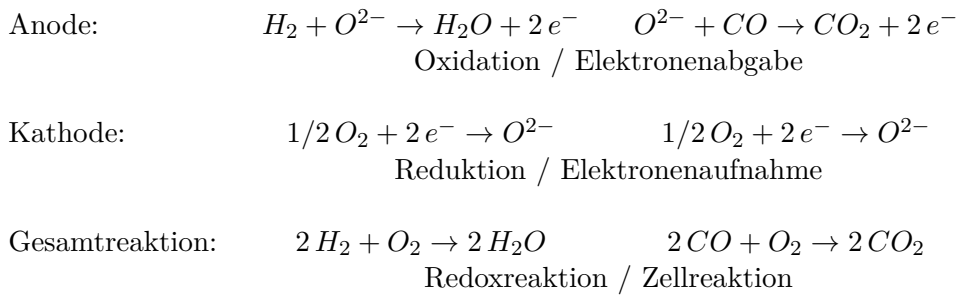 Anode: H₂ + O²⁻ → H₂O + 2 e⁻ O²⁻ + CO → CO₂ + 2 e⁻
Oxidation / Elektronenabgabe
Kathode: 1/2 O₂ + 2 e⁻ → O²⁻ 1/2 O₂ + 2 e⁻ → O²⁻
Reduktion / Elektronenaufnahme
Gesamtreaktion: 2 H₂ + O₂ → 2 H₂O 2 CO + O₂ → 2 CO₂
Redoxreaktion / Zellreaktion